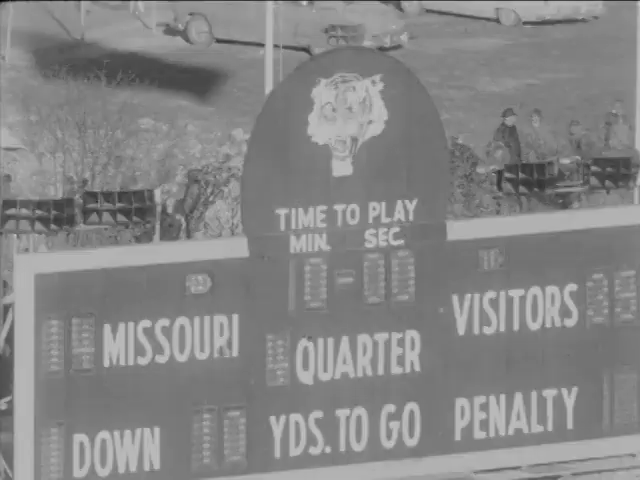 TIME TO PLAY
MIN. SEC.
MISSOURI QUARTER VISITORS
DOWN YDS. TO GO PENALTY